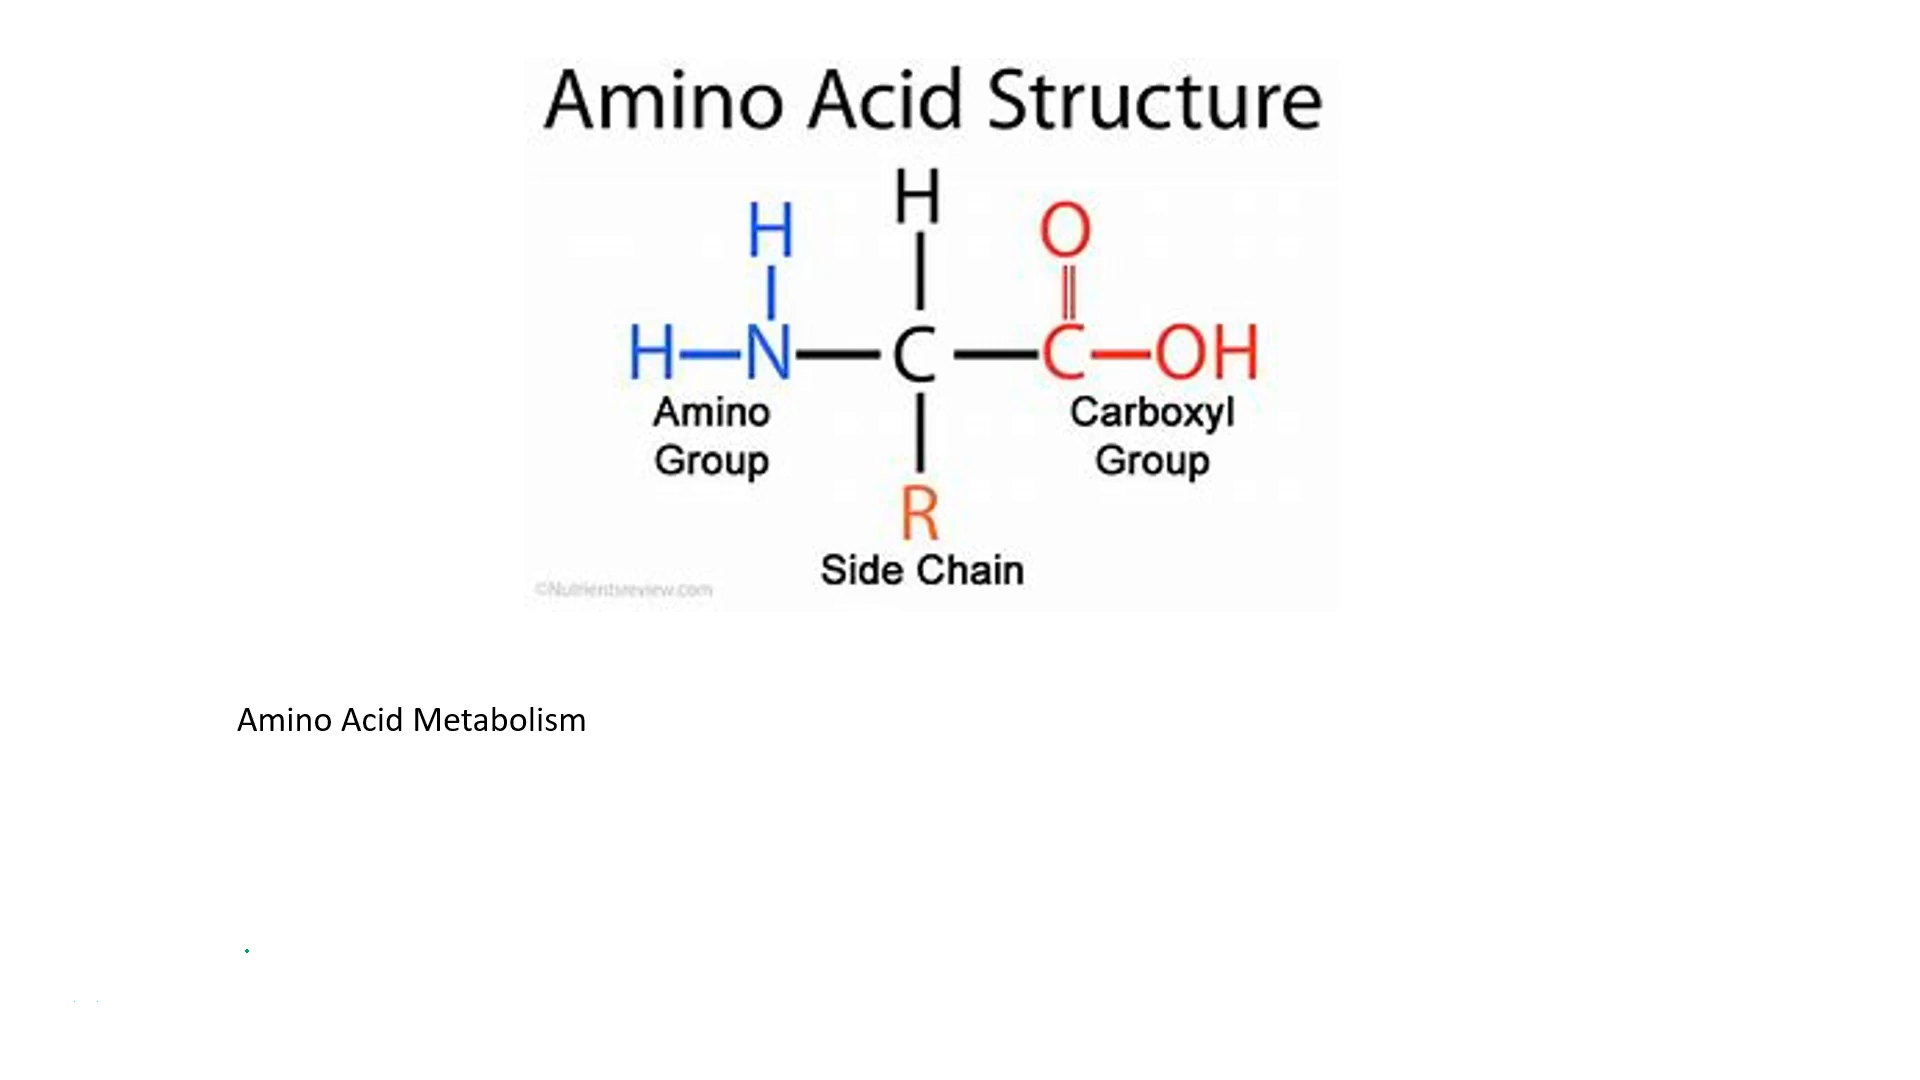 Amino Acid Structure
H
H
O
H N C C OH
Amino Group
Carboxyl Group
R
Side Chain
©Nutrientsreview.com
Amino Acid Metabolism